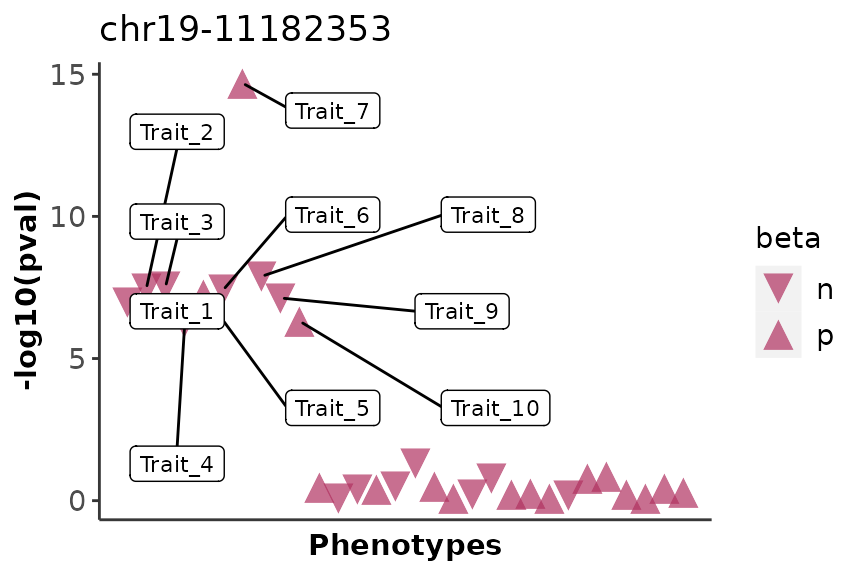 chr19-11182353
15
10
5
0
-log10(pval)
Trait_7
Trait_2
Trait_6
Trait_8
Trait_3
Trait_1
Trait_9
Trait_5
Trait_10
Trait_4
Phenotypes
beta
n
p